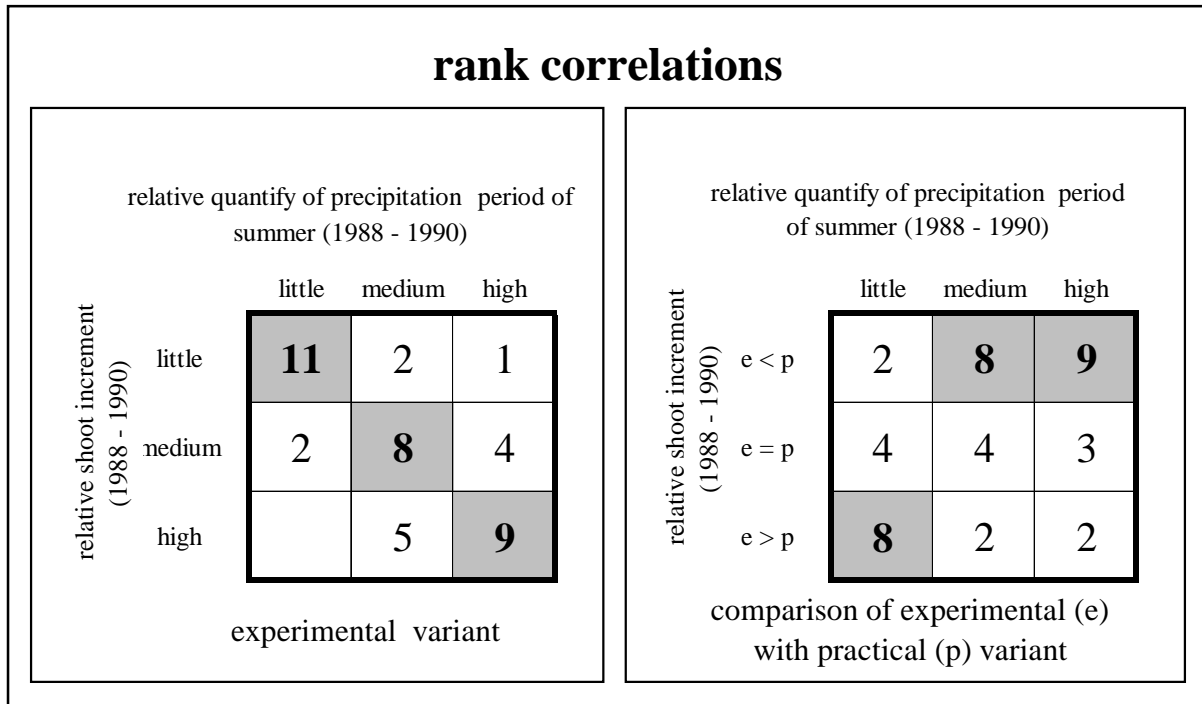 rank correlations
relative quantify of precipitation period of
summer (1988 - 1990)
little medium high
relative shoot increment
(1988 - 1990)
little 11 2 1
medium 2 8 4
high 5 9
experimental variant
relative quantify of precipitation period
of summer (1988 - 1990)
little medium high
relative shoot increment
(1988 - 1990)
e < p 2 8 9
e = p 4 4 3
e > p 8 2 2
comparison of experimental (e)
with practical (p) variant